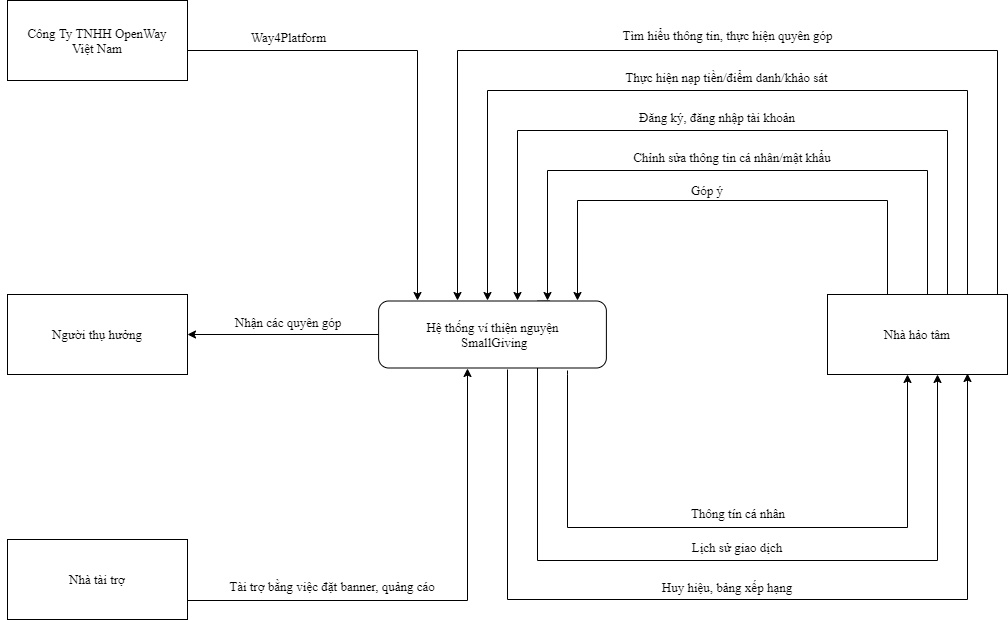 Công Ty TNHH OpenWay
Việt Nam
Way4Platform
Tìm hiểu thông tin, thực hiện quyên góp
Thực hiện nạp tiền/điểm danh/khảo sát
Đăng ký, đăng nhập tài khoản
Chỉnh sửa thông tin cá nhân/mật khẩu
Góp ý
Người thụ hưởng
Nhận các quyên góp
Hệ thống ví thiện nguyện
SmallGiving
Nhà hảo tâm
Thông tín cá nhân
Lịch sử giao dịch
Huy hiệu, bảng xếp hạng
Nhà tài trợ
Tài trợ bằng việc đặt banner, quảng cáo